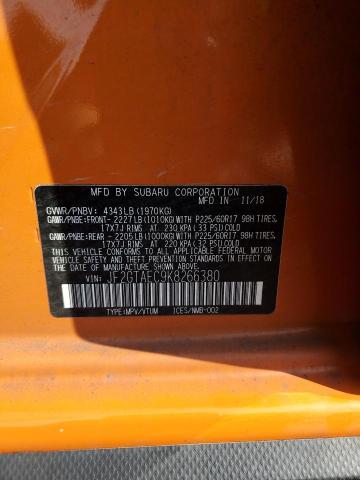 MFD BY SUBARU CORPORATION
MFD IN 11/18
GVWR/PNBV: 4343LB(1970KG)
GAWR/PNBE:FRONT-2227LB(1010KG)WITH P225/60R17 98H TIRES,
17X7J RIMS, AT 230 KPA(33 PSI)COLD
GAWR/PNBE:REAR -2205LB(1000KG)WITH P225/60R17 98H TIRES,
17X7J RIMS, AT 220 KPA(32 PSI)COLD
THIS VEHICLE CONFORMS TO ALL APPLICABLE FEDERAL MOTOR
VEHICLE SAFETY, BUMPER, AND THEFT PREVENTION STANDARDS
IN EFFECT ON THE DATE OF MANUFACTURE SHOWN ABOVE.
VIN: JF2GTAEC9K8266380
TYPE:MPV/VTUM ICES/NMB-002